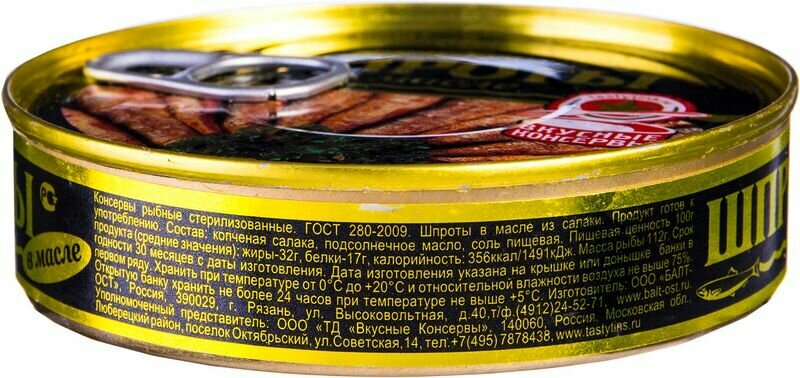 ШПРОТЫ
ВКУСНЫЕ
КОНСЕРВЫ
Ы
в масле
Консервы рыбные стерилизованные. ГОСТ 280-2009. Шпроты в масле из салаки. Продукт готов к
употреблению. Состав: копченая салака, подсолнечное масло, соль пищевая. Пищевая ценность 100г
продукта (средние значения): жиры-32г, белки-17г, калорийность: 356ккал/1491кДж. Масса рыбы 112г. Срок
годности 30 месяцев с даты изготовления. Дата изготовления указана на крышке или донышке банки в
первом ряду. Хранить при температуре от 0°С до +20°С и относительной влажности воздуха не выше 75%.
Открытую банку хранить не более 24 часов при температуре не выше +5°С. Изготовитель: ООО «БАЛТ-
ОСТ», Россия, 390029, г. Рязань, ул. Высоковольтная, д.40,т/ф.(4912)24-52-71, www.balt-ost.ru.
Уполномоченный представитель: ООО «ТД «Вкусные Консервы», 140060, Россия, Московская обл.,
Люберецкий район, поселок Октябрьский, ул.Советская, 14, тел.+7(495) 7878438, www.tastytins.ru
ШПР